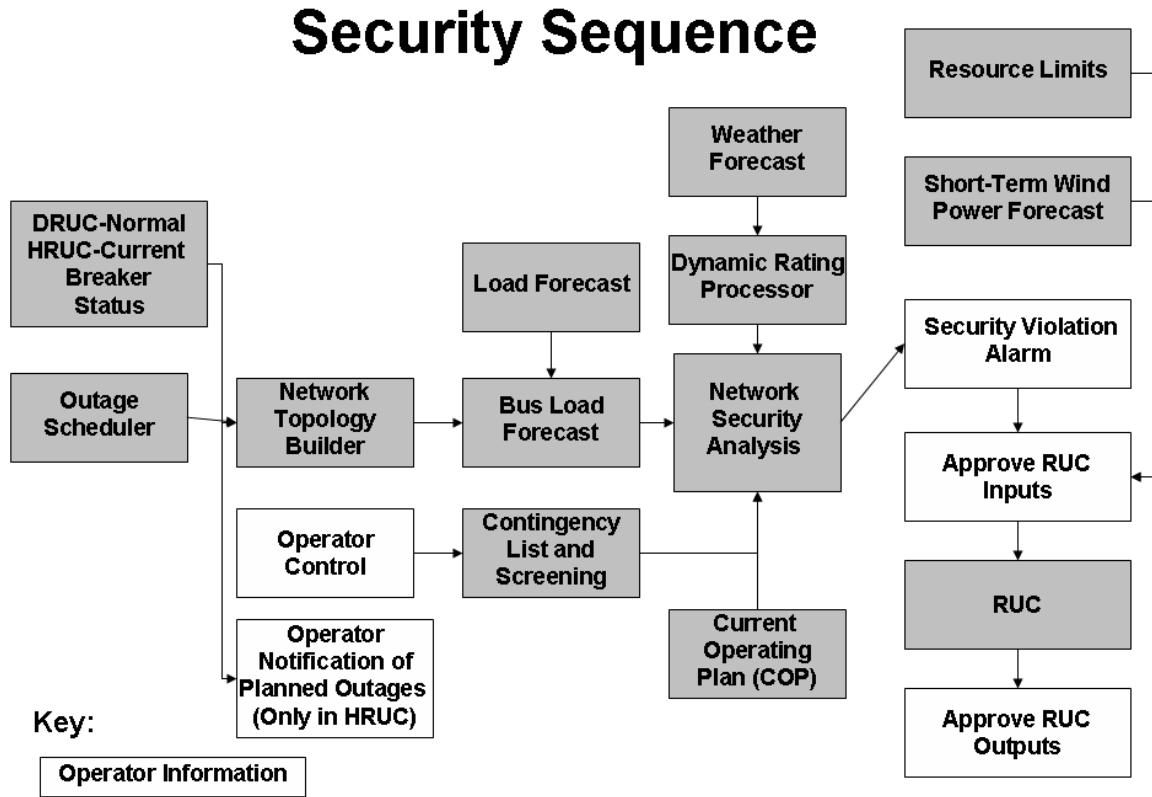 Security Sequence
Resource Limits
Weather
Forecast
Short-Term Wind
Power Forecast
DRUC-Normal
HRUC-Current
Breaker
Status
Load Forecast
Dynamic Rating
Processor
Security Violation
Alarm
Outage
Scheduler
Network
Topology
Builder
Bus Load
Forecast
Network
Security
Analysis
Approve RUC
Inputs
Operator
Control
Contingency
List and
Screening
RUC
Operator
Notification of
Planned Outages
(Only in HRUC)
Current
Operating
Plan (COP)
Approve RUC
Outputs
Key:
Operator Information